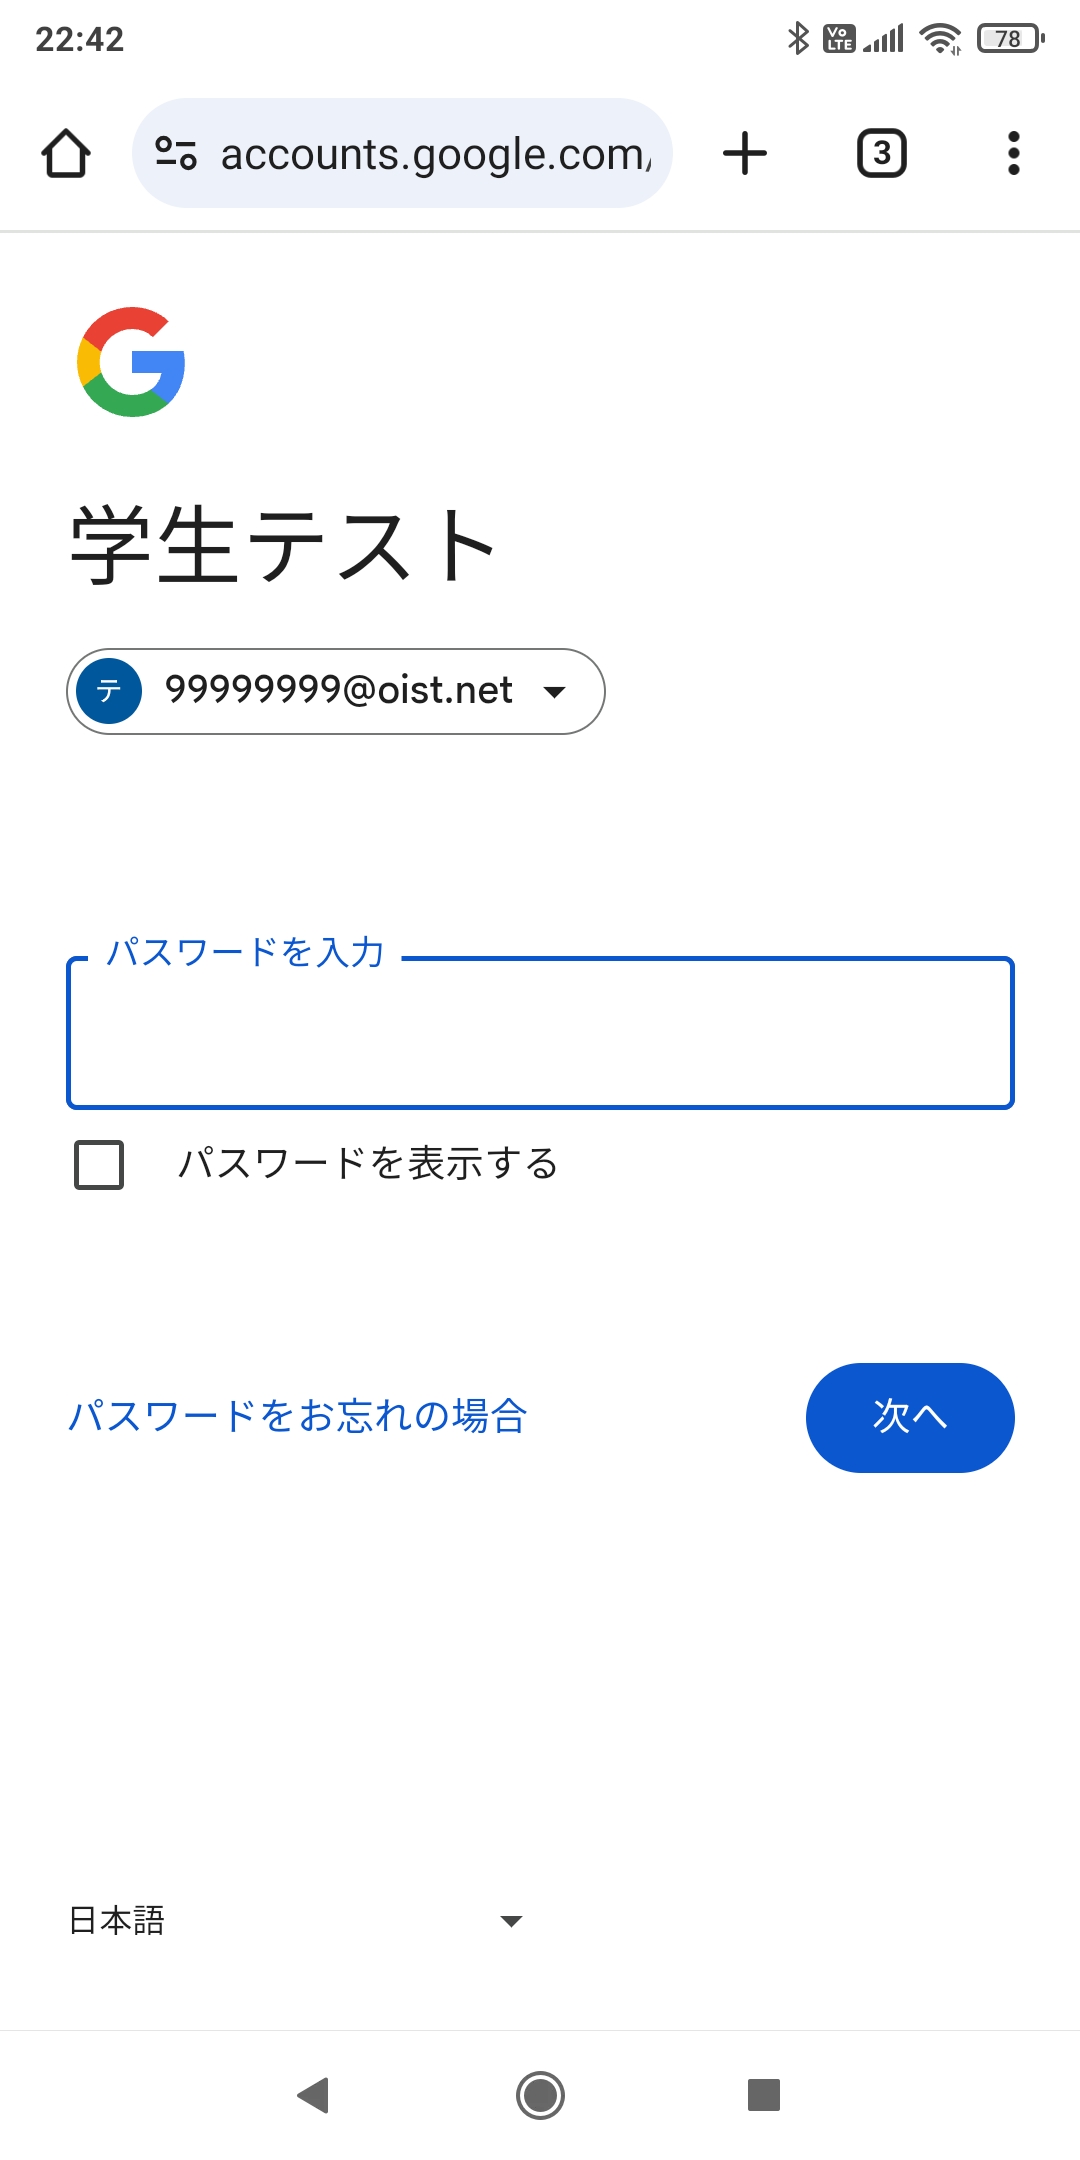 22:42
Vo LTE
78
accounts.google.com/
3
学生テスト
テ
99999999@oist.net
パスワードを入力
パスワードを表示する
パスワードをお忘れの場合
次へ
日本語